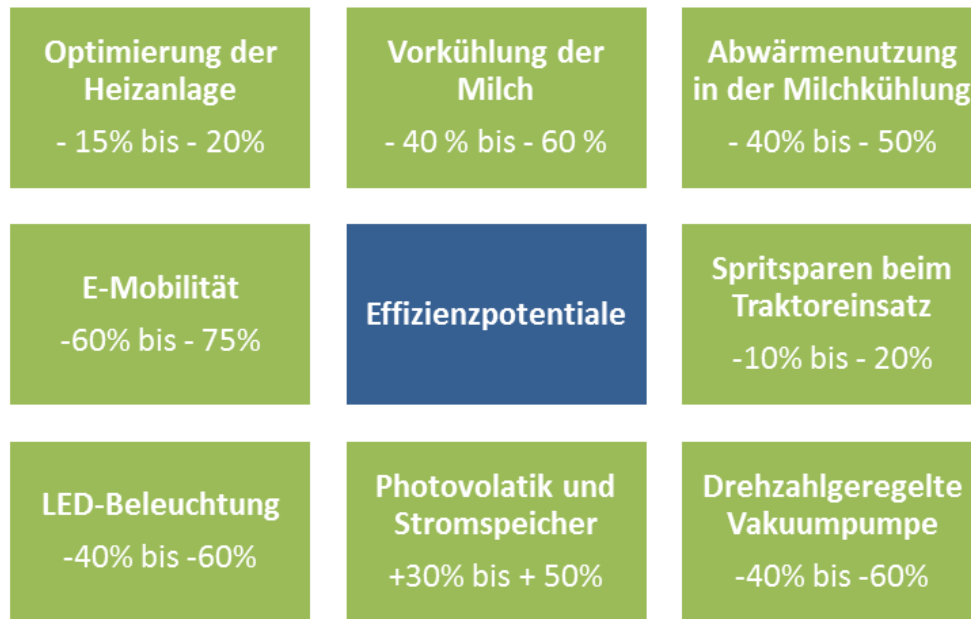 Optimierung der
Heizanlage
- 15% bis - 20%
Vorkühlung der
Milch
- 40 % bis - 60 %
Abwärmenutzung
in der Milchkühlung
- 40% bis - 50%
E-Mobilität
-60% bis - 75%
Effizienzpotentiale
Spritsparen beim
Traktoreinsatz
-10% bis - 20%
LED-Beleuchtung
-40% bis -60%
Photovolatik und
Stromspeicher
+30% bis + 50%
Drehzahlgeregelte
Vakuumpumpe
-40% bis -60%